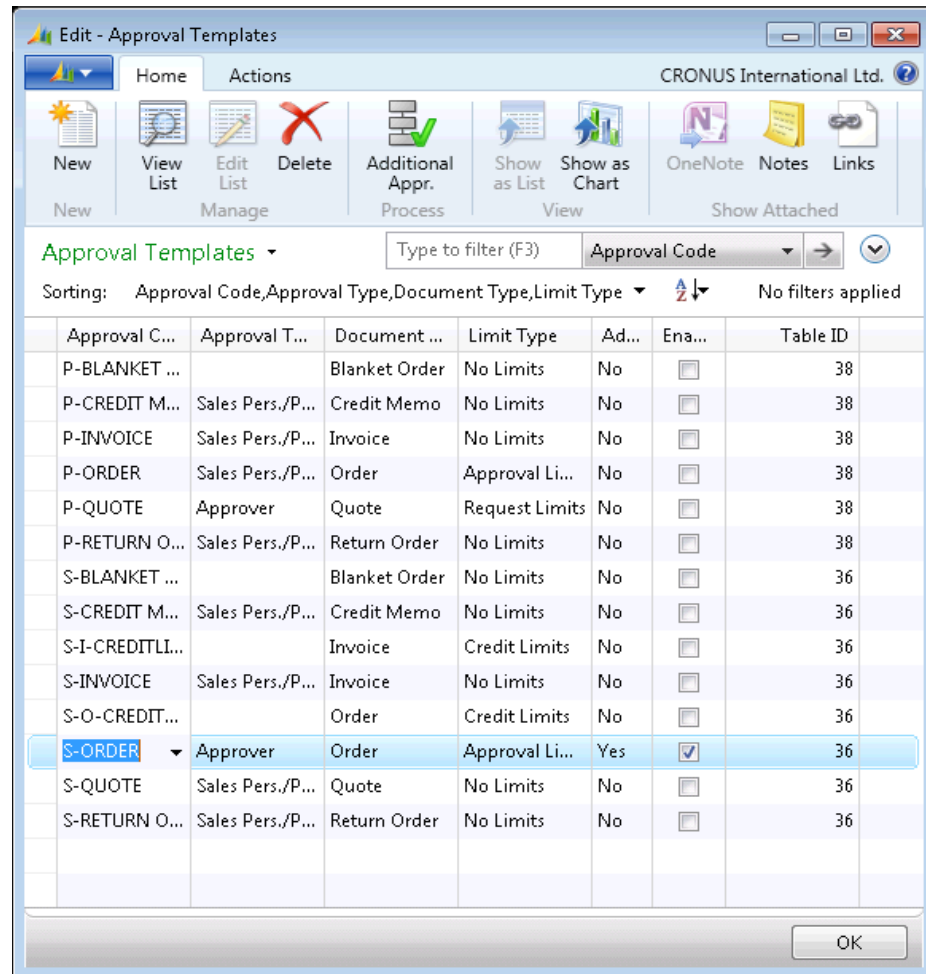 Edit - Approval Templates
Home Actions CRONUS International Ltd.
New View List Edit List Delete Additional Appr. Show as List Show as Chart OneNote Notes Links
New Manage Process View Show Attached
Approval Templates Type to filter (F3) Approval Code
Sorting: Approval Code,Approval Type,Document Type,Limit Type No filters applied
Approval C... Approval T... Document ... Limit Type Ad... Ena... Table ID
P-BLANKET ... Blanket Order No Limits No 38
P-CREDIT M... Sales Pers./P... Credit Memo No Limits No 38
P-INVOICE Sales Pers./P... Invoice No Limits No 38
P-ORDER Sales Pers./P... Order Approval Li... No 38
P-QUOTE Approver Quote Request Limits No 38
P-RETURN O... Sales Pers./P... Return Order No Limits No 38
S-BLANKET ... Blanket Order No Limits No 36
S-CREDIT M... Sales Pers./P... Credit Memo No Limits No 36
S-I-CREDITLI... Invoice Credit Limits No 36
S-INVOICE Sales Pers./P... Invoice No Limits No 36
S-O-CREDIT... Order Credit Limits No 36
S-ORDER Approver Order Approval Li... Yes 36
S-QUOTE Sales Pers./P... Quote No Limits No 36
S-RETURN O... Sales Pers./P... Return Order No Limits No 36
OK